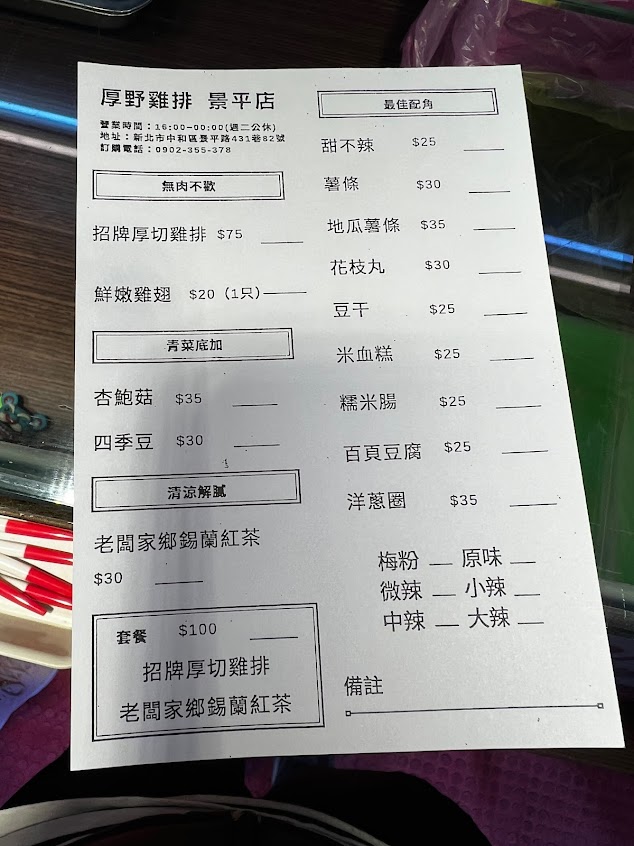 厚野雞排 景平店
營業時間：16:00-00:00(週二公休)
地址：新北市中和區景平路431巷82號
訂購電話：0902-355-378
無肉不歡
招牌厚切雞排 $75
鮮嫩雞翅 $20（1只）
青菜底加
杏鮑菇 $35
四季豆 $30
清涼解膩
老闆家鄉錫蘭紅茶
$30
套餐 $100
招牌厚切雞排
老闆家鄉錫蘭紅茶
最佳配角
甜不辣 $25
薯條 $30
地瓜薯條 $35
花枝丸 $30
豆干 $25
米血糕 $25
糯米腸 $25
百頁豆腐 $25
洋蔥圈 $35
梅粉 原味
微辣 小辣
中辣 大辣
備註